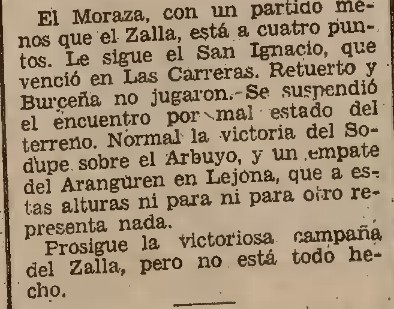 El Moraza, con un partido me-
nos que el Zalla, está a cuatro pun-
tos. Le sigue el San Ignacio, que
venció en Las Carreras. Retuerto y
Burceña no jugaron. Se suspendió
el encuentro por mal estado del
terreno. Normal la victoria del So-
dupe sobre el Arbuyo, y un empate
del Aranguren en Lejona, que a es-
tas alturas ni para ni para otro re-
presenta nada.
Prosigue la victoriosa campaña
del Zalla, pero no está todo he-
cho.